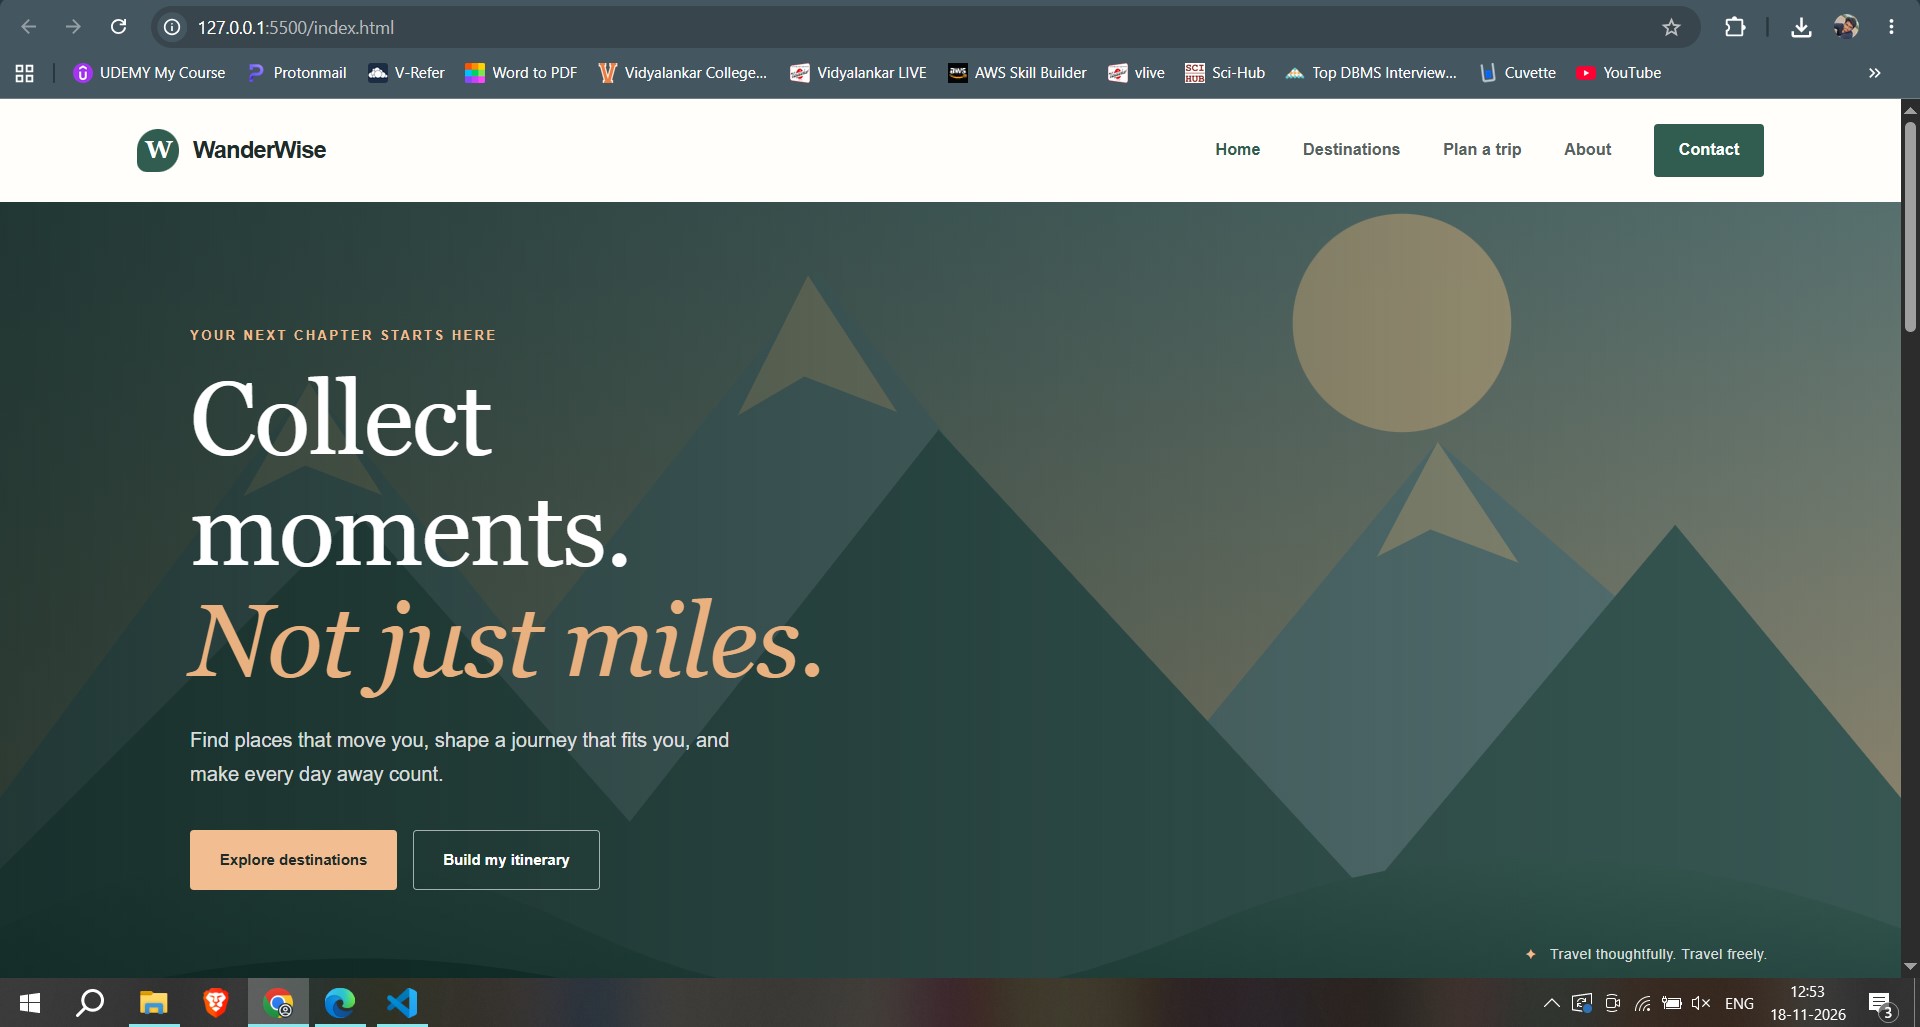 127.0.0.1:5500/index.html
UDEMY My Course
Protonmail
V-Refer
Word to PDF
Vidyalankar College...
Vidyalankar LIVE
aws
AWS Skill Builder
vlive
SCI HUB
Sci-Hub
Top DBMS Interview...
Cuvette
YouTube
W
WanderWise
Home
Destinations
Plan a trip
About
Contact
YOUR NEXT CHAPTER STARTS HERE
Collect
moments.
Not just miles.
Find places that move you, shape a journey that fits you, and
make every day away count.
Explore destinations
Build my itinerary
Travel thoughtfully. Travel freely.
ENG
12:53
18-11-2026
3